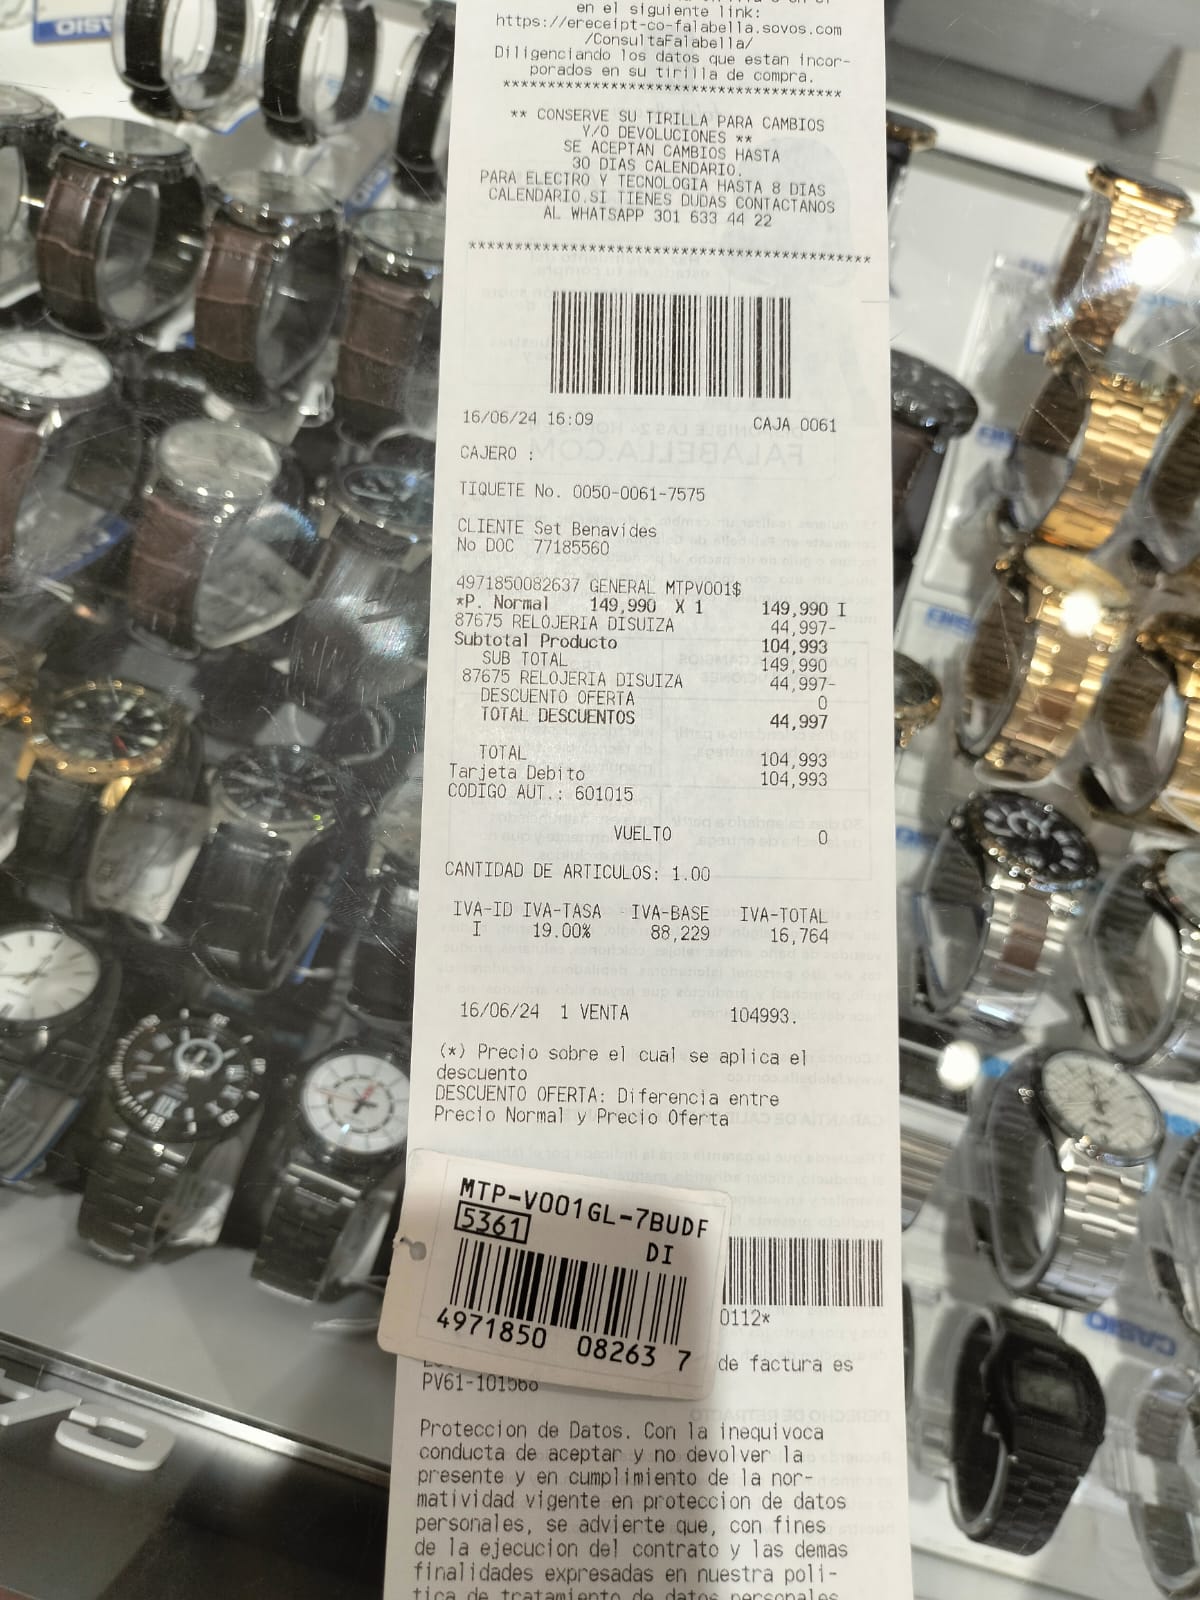 en el siguiente link:
https://ereceipt-co-falabella.sovos.com
/ConsultaFalabella/
Diligenciando los datos que estan incor-
porados en su tirilla de compra.
*****************************************
** CONSERVE SU TIRILLA PARA CAMBIOS
Y/O DEVOLUCIONES **
SE ACEPTAN CAMBIOS HASTA
30 DIAS CALENDARIO.
PARA ELECTRO Y TECNOLOGIA HASTA 8 DIAS
CALENDARIO.SI TIENES DUDAS CONTACTANOS
AL WHATSAPP 301 633 44 22
*********************************************
16/06/24 16:09 CAJA 0061
CAJERO :
TIQUETE No. 0050-0061-7575
CLIENTE Set Benavides
No DOC 77185560
4971850082637 GENERAL MTPV001$
*P. Normal 149,990 X 1 149,990 I
87675 RELOJERIA DISUIZA 44,997-
Subtotal Producto 104,993
SUB TOTAL 149,990
87675 RELOJERIA DISUIZA 44,997-
DESCUENTO OFERTA 0
TOTAL DESCUENTOS 44,997
TOTAL 104,993
Tarjeta Debito 104,993
CODIGO AUT.: 601015
VUELTO 0
CANTIDAD DE ARTICULOS: 1.00
IVA-ID IVA-TASA IVA-BASE IVA-TOTAL
I 19.00% 88,229 16,764
16/06/24 1 VENTA 104993.
(*) Precio sobre el cual se aplica el
descuento
DESCUENTO OFERTA: Diferencia entre
Precio Normal y Precio Oferta
MTP-V001GL-7BUDF
5361
DI
4971850 08263 7
0112*
de factura es
PV61-101568
Proteccion de Datos. Con la inequivoca
conducta de aceptar y no devolver la
presente y en cumplimiento de la nor-
matividad vigente en proteccion de datos
personales, se advierte que, con fines
de la ejecucion del contrato y las demas
finalidades expresadas en nuestra poli-
tica de tratamiento de datos personales
CASIO
CASIO